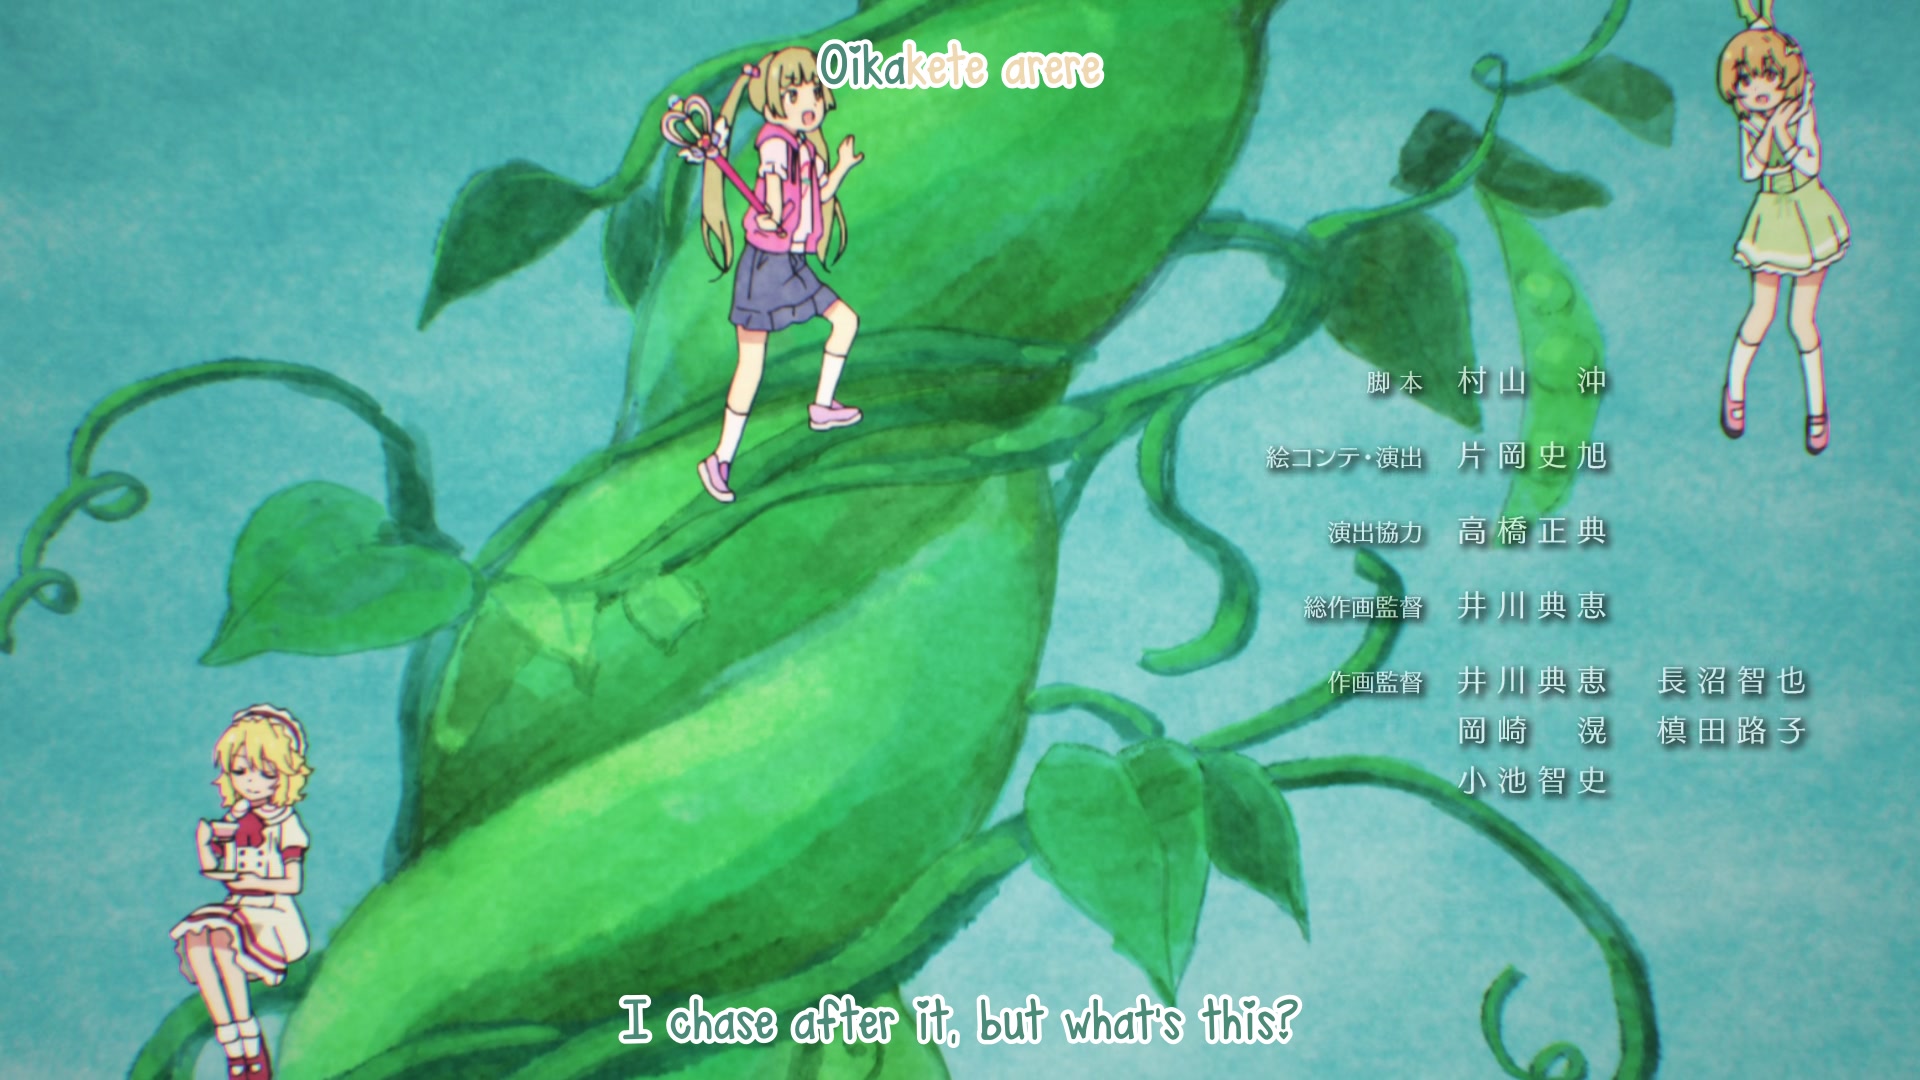 Oikakete arere
脚本 村山 沖
絵コンテ・演出 片岡史旭
演出協力 高橋正典
総作画監督 井川典恵
作画監督 井川典恵 長沼智也
岡崎 滉 槙田路子
小池智史
I chase after it, but what's this?